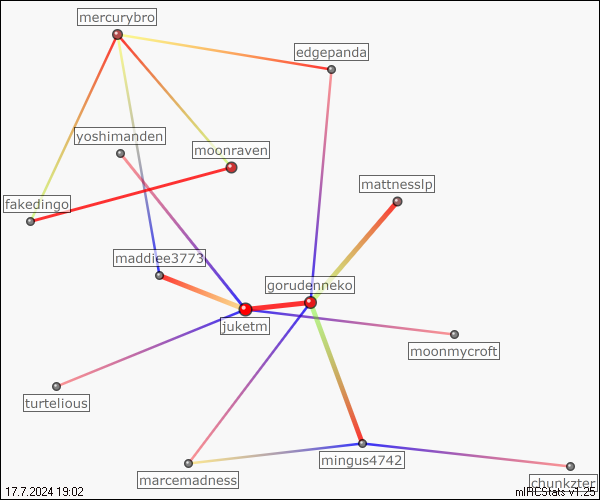 mercurybro
edgepanda
yoshimanden
moonraven
mattnesslp
fakedingo
maddiee3773
gorudenneko
juketm
moonmycroft
turtelious
mingus4742
marcemadness
chunkzter
17.7.2024 19:02
mIRCStats v1.25